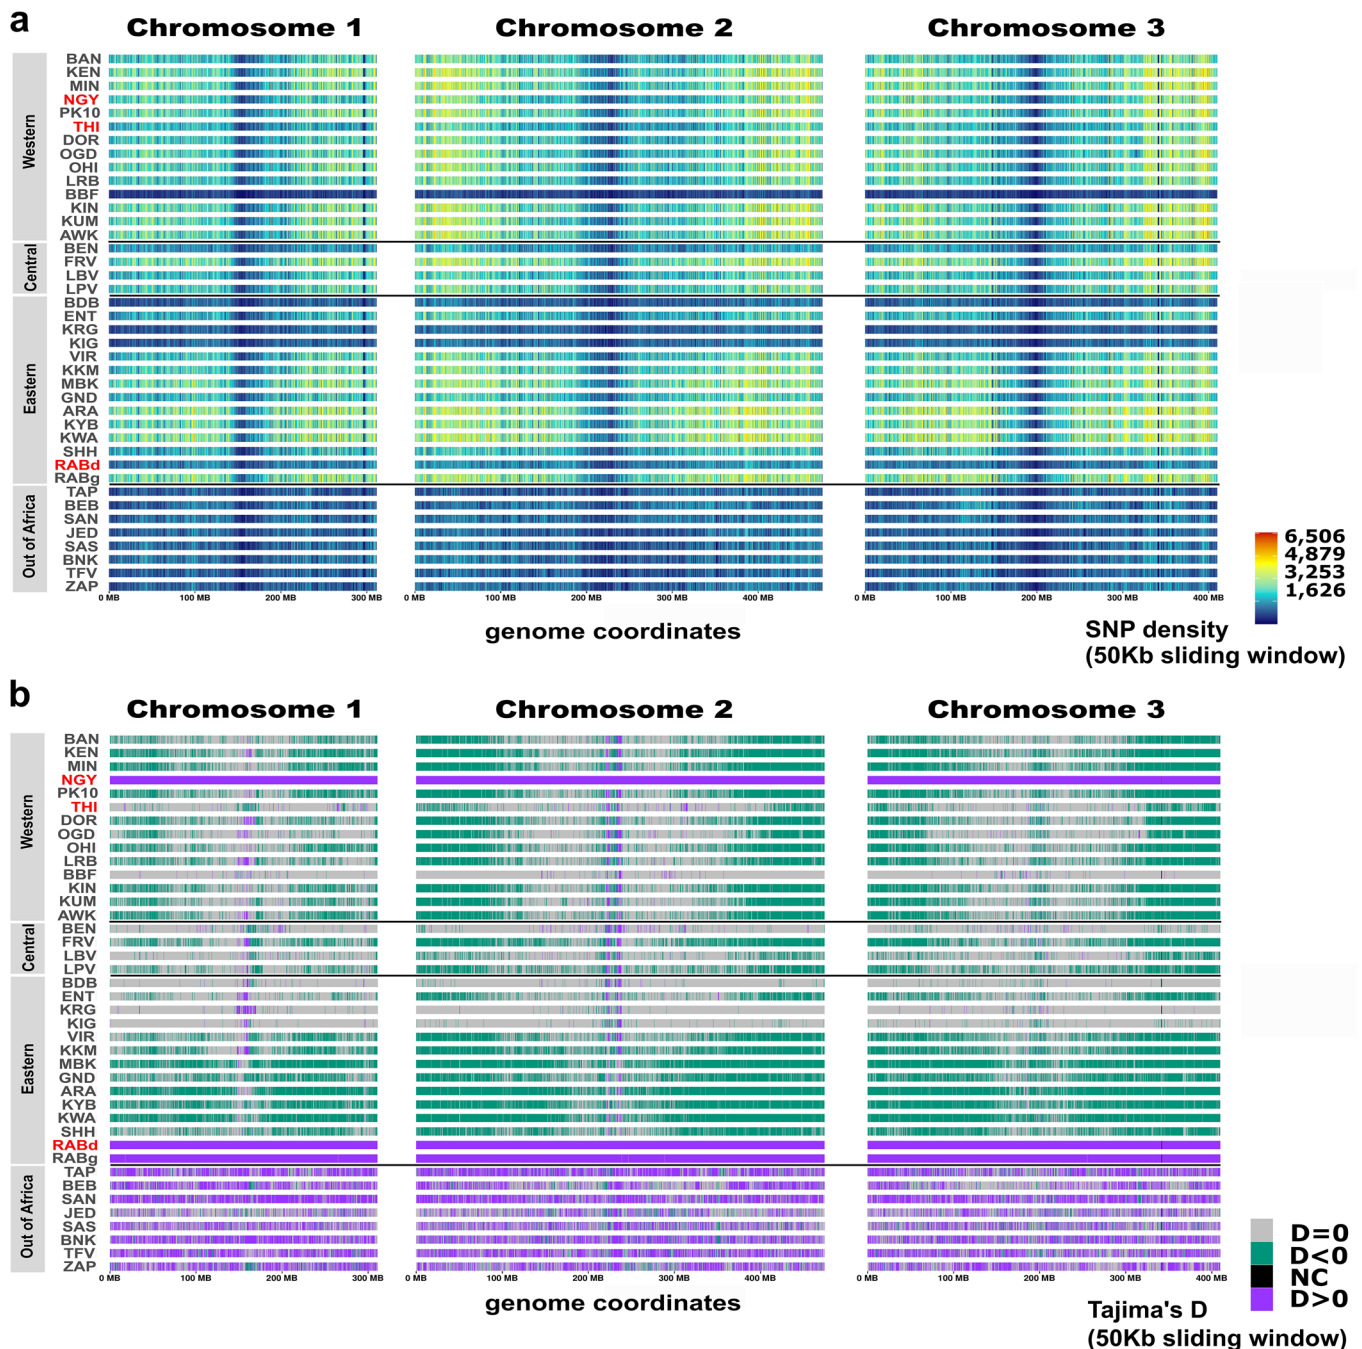 a
Chromosome 1
Chromosome 2
Chromosome 3
Western
BAN
KEN
MIN
NGY
PK10
THI
DOR
OGD
OHI
LRB
BBF
KIN
KUM
AWK
Central
BEN
FRV
LBV
LPV
Eastern
BDB
ENT
KRG
KIG
VIR
KKM
MBK
GND
ARA
KYB
KWA
SHH
RABd
RABg
Out of Africa
TAP
BEB
SAN
JED
SAS
BNK
TFV
ZAP
0 MB 100 MB 200 MB 300 MB
0 MB 100 MB 200 MB 300 MB 400 MB
0 MB 100 MB 200 MB 300 MB 400 MB
genome coordinates
6,506
4,879
3,253
1,626
SNP density
(50Kb sliding window)
b
Chromosome 1
Chromosome 2
Chromosome 3
Western
BAN
KEN
MIN
NGY
PK10
THI
DOR
OGD
OHI
LRB
BBF
KIN
KUM
AWK
Central
BEN
FRV
LBV
LPV
Eastern
BDB
ENT
KRG
KIG
VIR
KKM
MBK
GND
ARA
KYB
KWA
SHH
RABd
RABg
Out of Africa
TAP
BEB
SAN
JED
SAS
BNK
TFV
ZAP
0 MB 100 MB 200 MB 300 MB
0 MB 100 MB 200 MB 300 MB 400 MB
0 MB 100 MB 200 MB 300 MB 400 MB
genome coordinates
D=0
D<0
NC
D>0
Tajima's D
(50Kb sliding window)